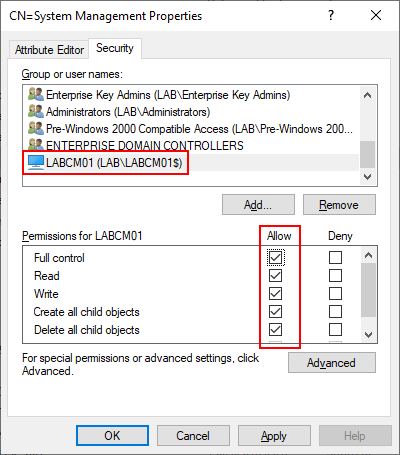 CN=System Management Properties
Attribute Editor Security
Group or user names:
Enterprise Key Admins (LAB\Enterprise Key Admins)
Administrators (LAB\Administrators)
Pre-Windows 2000 Compatible Access (LAB\Pre-Windows 200...
ENTERPRISE DOMAIN CONTROLLERS
LABCM01 (LAB\LABCM01$)
Add... Remove
Permissions for LABCM01 Allow Deny
Full control
Read
Write
Create all child objects
Delete all child objects
For special permissions or advanced settings, click
Advanced.
Advanced
OK Cancel Apply Help